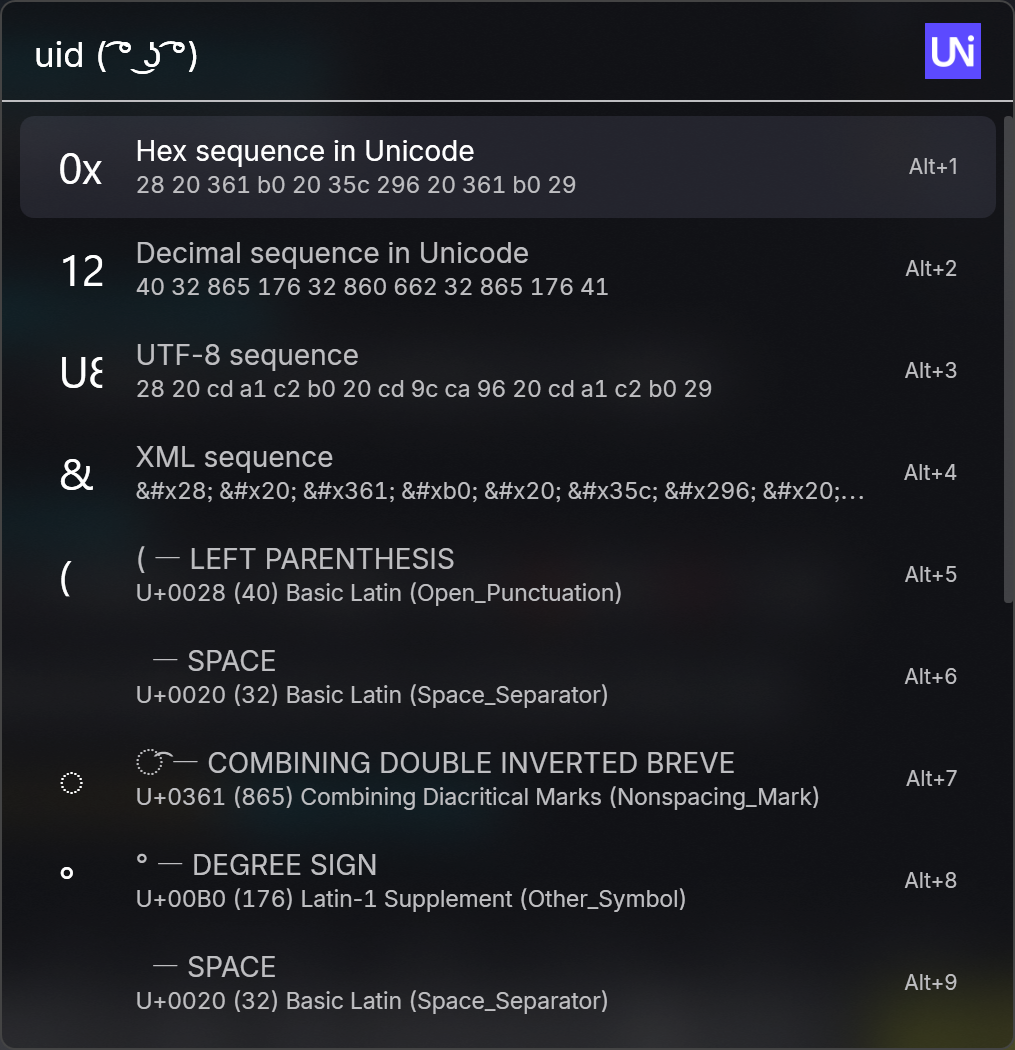 uid ( ͡° ͜ʖ ͡°)
UNi
0x
Hex sequence in Unicode
28 20 361 b0 20 35c 296 20 361 b0 29
Alt+1
12
Decimal sequence in Unicode
40 32 865 176 32 860 662 32 865 176 41
Alt+2
U8
UTF-8 sequence
28 20 cd a1 c2 b0 20 cd 9c ca 96 20 cd a1 c2 b0 29
Alt+3
&
XML sequence
&#x28; &#x20; &#x361; &#xb0; &#x20; &#x35c; &#x296; &#x20;…
Alt+4
(
( — LEFT PARENTHESIS
U+0028 (40) Basic Latin (Open_Punctuation)
Alt+5
— SPACE
U+0020 (32) Basic Latin (Space_Separator)
Alt+6
◌
◌͡ — COMBINING DOUBLE INVERTED BREVE
U+0361 (865) Combining Diacritical Marks (Nonspacing_Mark)
Alt+7
°
° — DEGREE SIGN
U+00B0 (176) Latin-1 Supplement (Other_Symbol)
Alt+8
— SPACE
U+0020 (32) Basic Latin (Space_Separator)
Alt+9